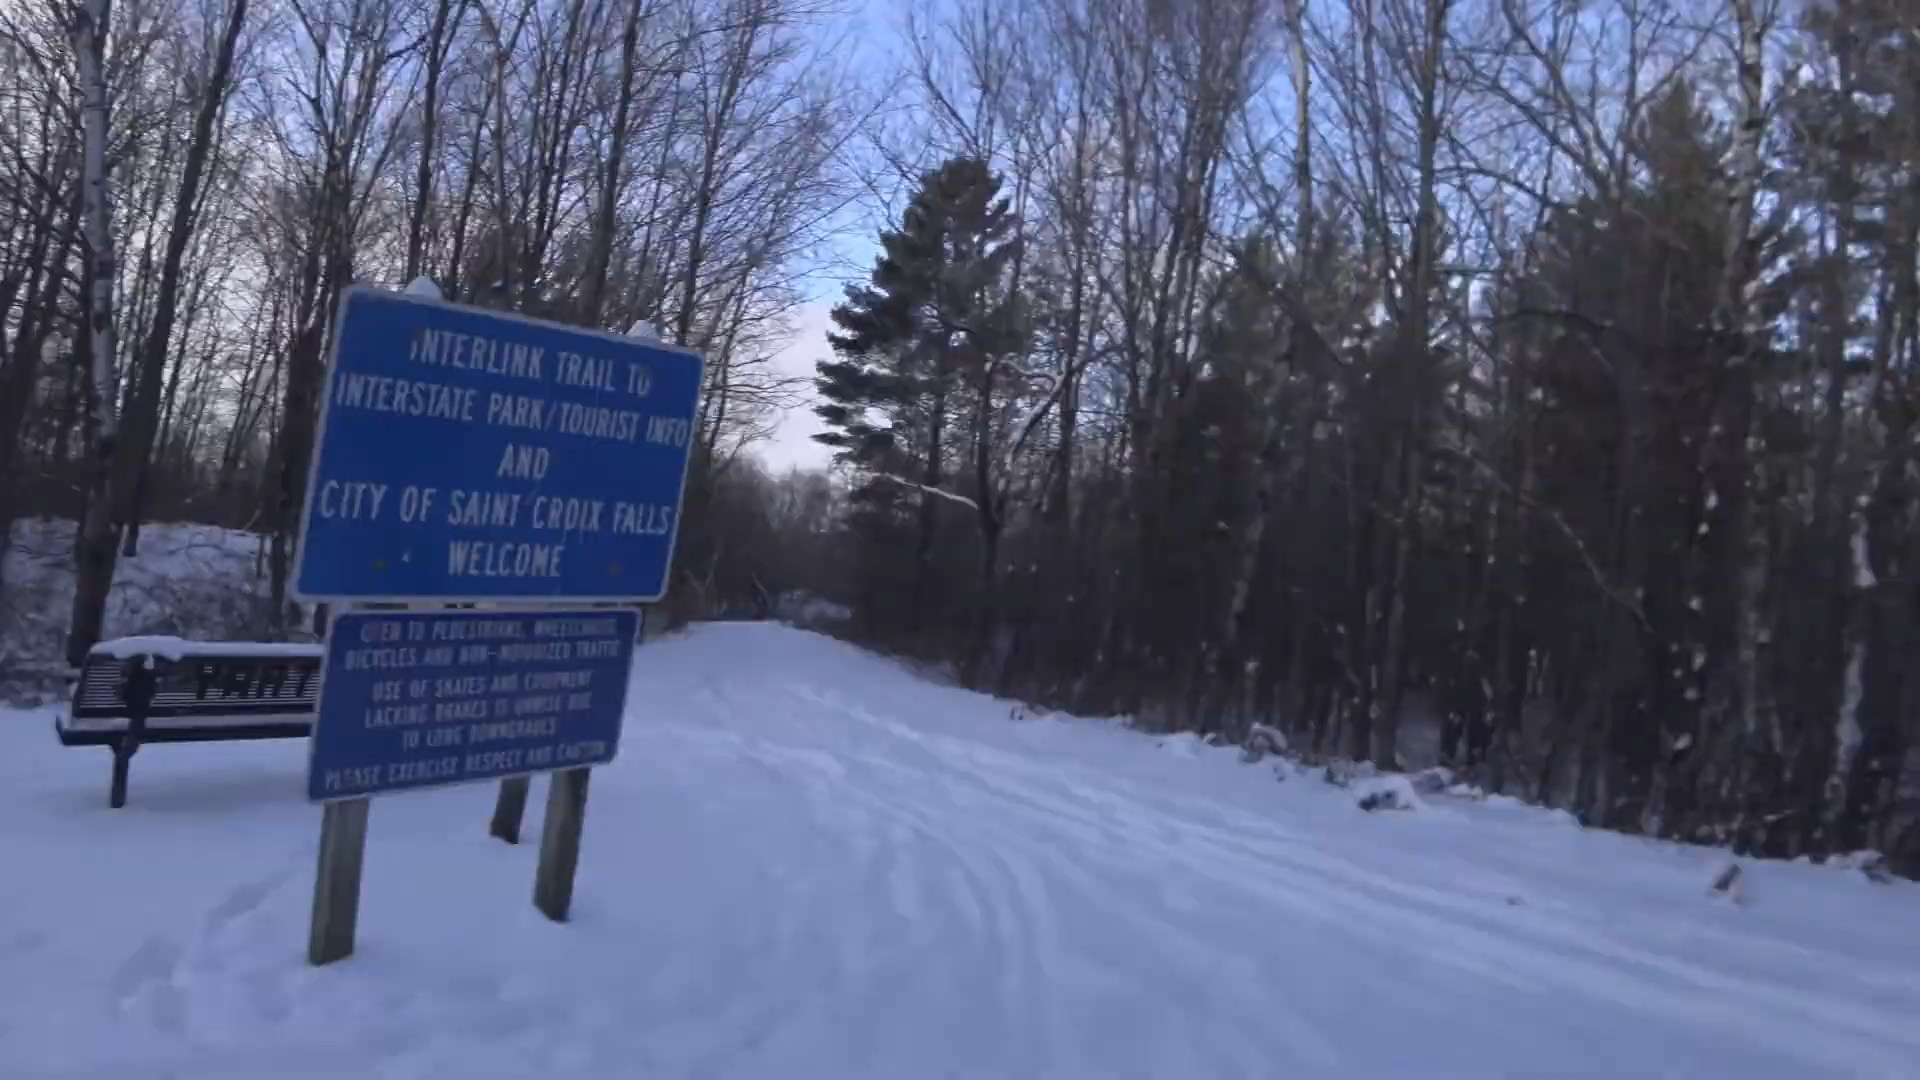 INTERLINK TRAIL TO
INTERSTATE PARK/TOURIST INFO
AND
CITY OF SAINT CROIX FALLS
WELCOME
OPEN TO PEDESTRIANS, WHEELCHAIRS,
BICYCLES AND NON-MOTORIZED TRAFFIC
USE OF SKATES AND EQUIPMENT
LACKING BRAKES IS UNWISE DUE
TO LONG DOWNGRADES
PLEASE EXERCISE RESPECT AND CAUTION